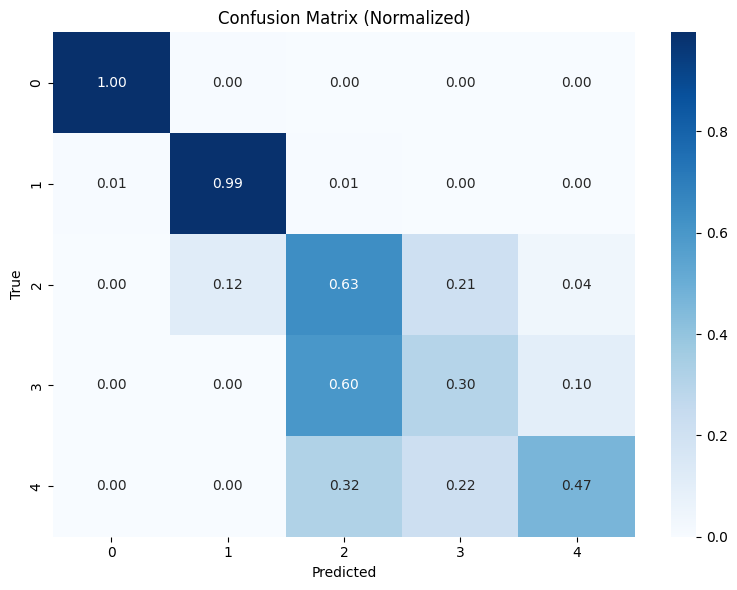 Confusion Matrix (Normalized)
0 1.00 0.00 0.00 0.00 0.00
1 0.01 0.99 0.01 0.00 0.00
2 0.00 0.12 0.63 0.21 0.04
3 0.00 0.00 0.60 0.30 0.10
4 0.00 0.00 0.32 0.22 0.47
0 1 2 3 4
Predicted
True
0.8
0.6
0.4
0.2
0.0